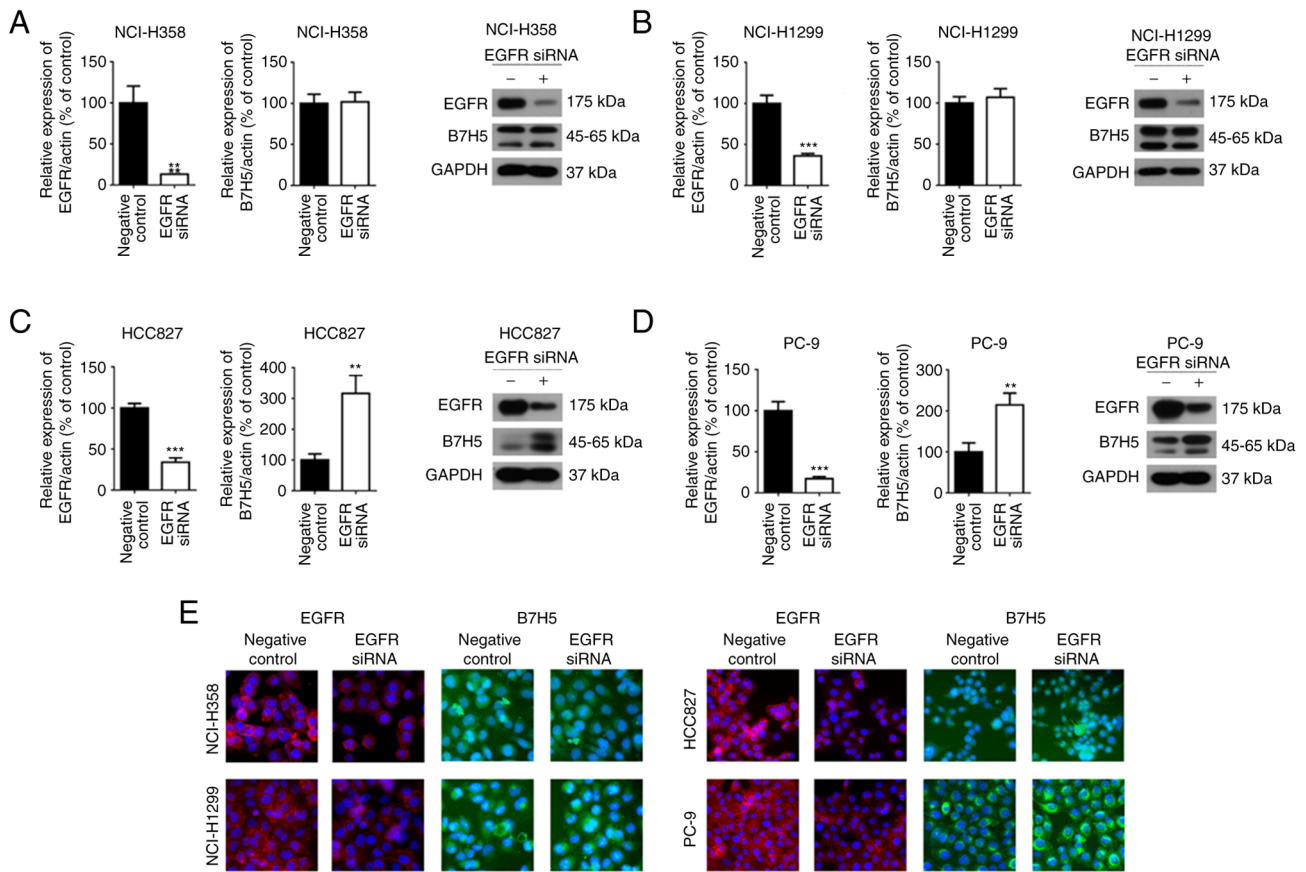 A
NCI-H358
Relative expression of
EGFR/actin (% of control)
150
100
50
0
**
**
Negative
control
EGFR
siRNA
NCI-H358
Relative expression of
B7H5/actin (% of control)
150
100
50
0
Negative
control
EGFR
siRNA
NCI-H358
EGFR siRNA
– +
EGFR 175 kDa
B7H5 45-65 kDa
GAPDH 37 kDa
B
NCI-H1299
Relative expression of
EGFR/actin (% of control)
150
100
50
0
***
Negative
control
EGFR
siRNA
NCI-H1299
Relative expression of
B7H5/actin (% of control)
150
100
50
0
Negative
control
EGFR
siRNA
NCI-H1299
EGFR siRNA
– +
EGFR 175 kDa
B7H5 45-65 kDa
GAPDH 37 kDa
C
HCC827
Relative expression of
EGFR/actin (% of control)
150
100
50
0
***
Negative
control
EGFR
siRNA
HCC827
Relative expression of
B7H5/actin (% of control)
400
300
200
100
0
**
Negative
control
EGFR
siRNA
HCC827
EGFR siRNA
– +
EGFR 175 kDa
B7H5 45-65 kDa
GAPDH 37 kDa
D
PC-9
Relative expression of
EGFR/actin (% of control)
150
100
50
0
***
Negative
control
EGFR
siRNA
PC-9
Relative expression of
B7H5/actin (% of control)
300
200
100
0
**
Negative
control
EGFR
siRNA
PC-9
EGFR siRNA
– +
EGFR 175 kDa
B7H5 45-65 kDa
GAPDH 37 kDa
E
EGFR B7H5 EGFR B7H5
Negative
control
EGFR
siRNA
Negative
control
EGFR
siRNA
Negative
control
EGFR
siRNA
Negative
control
EGFR
siRNA
NCI-H358
HCC827
NCI-H1299
PC-9